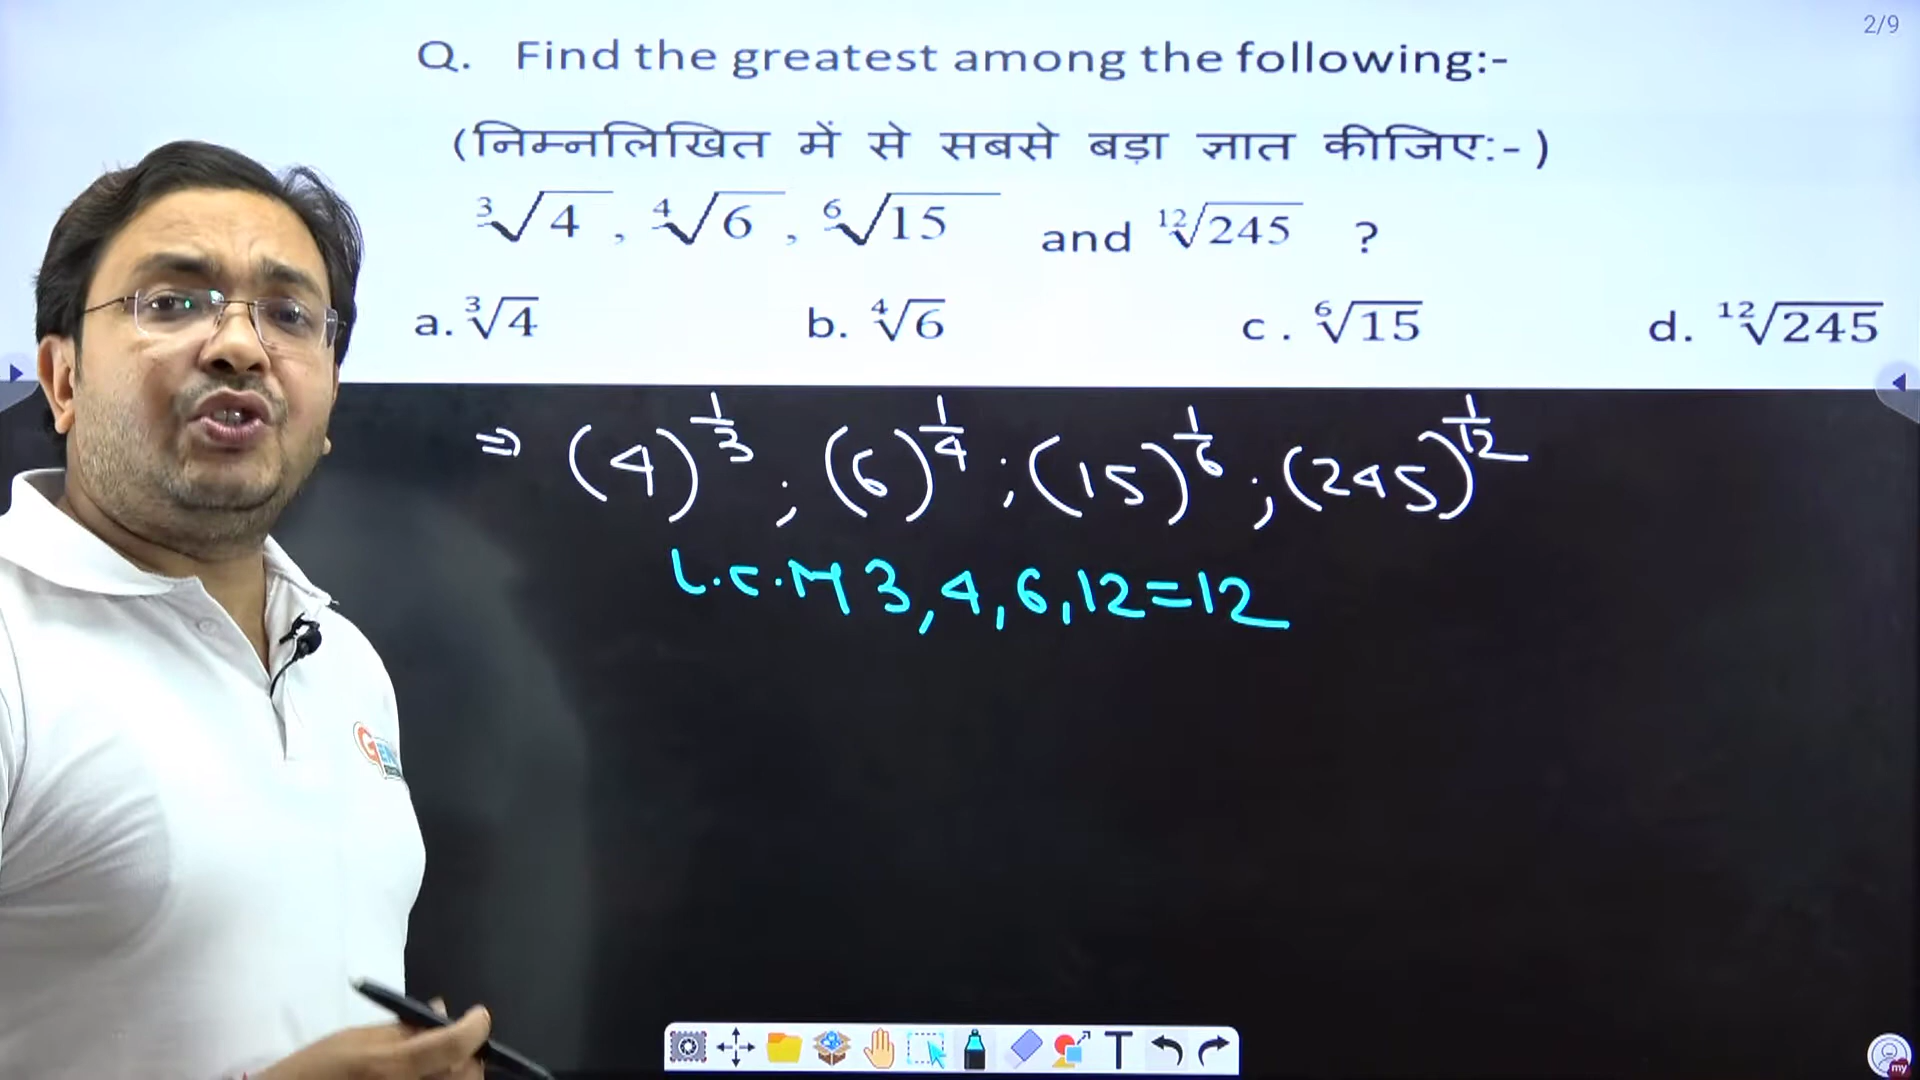 2/9
Q. Find the greatest among the following:-
(निम्नलिखित में से सबसे बड़ा ज्ञात कीजिए:- )
∛4 , ∜6 , ⁶√15 and ¹²√245 ?
a. ∛4 b. ∜6 c . ⁶√15 d. ¹²√245
⇒ (4)^1/3 ; (6)^1/4 ; (15)^1/6 ; (245)^1/12
L.C.M 3, 4, 6, 12 = 12
T
my